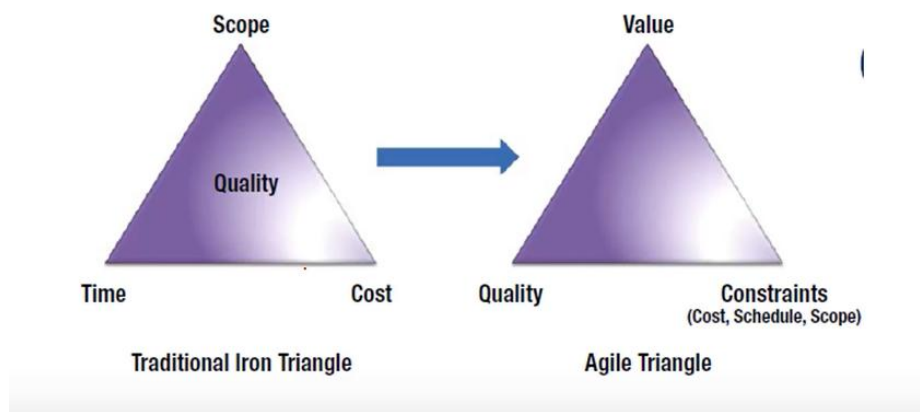 Scope
Value
Quality
Time
Cost
Quality
Constraints
(Cost, Schedule, Scope)
Traditional Iron Triangle
Agile Triangle